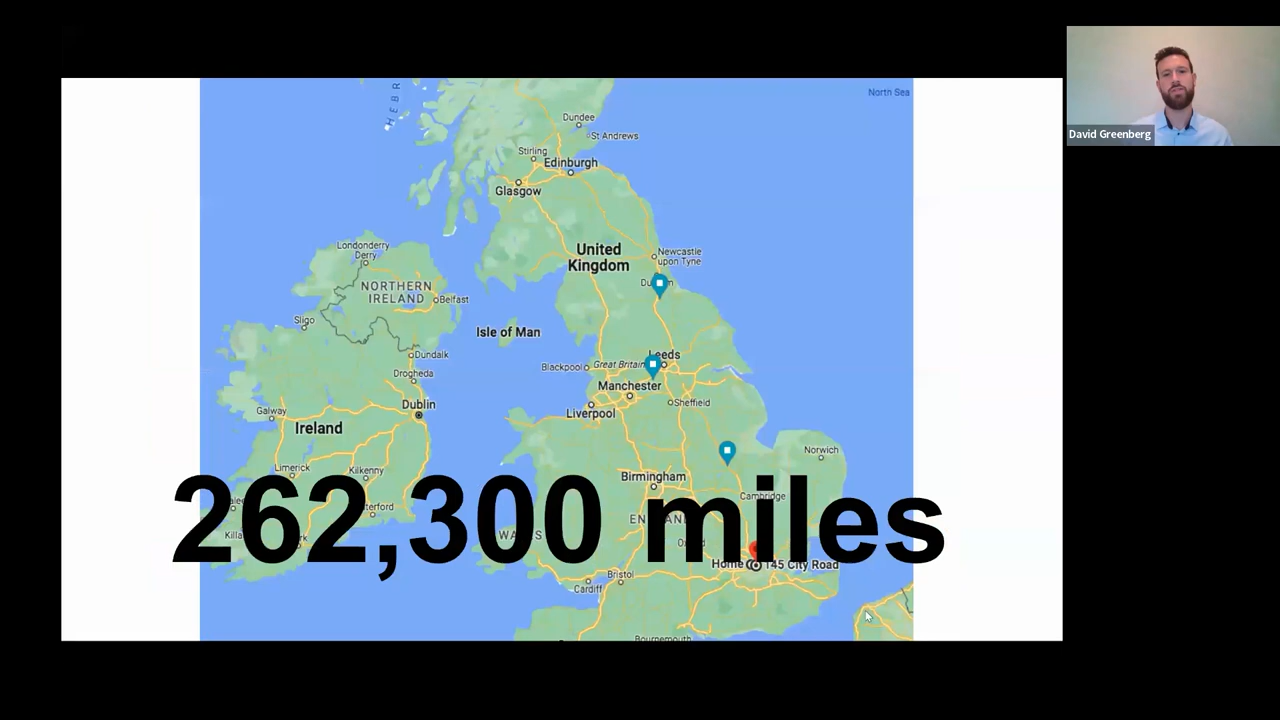 North Sea
HEBR
Dundee
St Andrews
Stirling
Edinburgh
Glasgow
David Greenberg
Londonderry
Derry
United
Kingdom
Newcastle
upon Tyne
NORTHERN
IRELAND
Belfast
Sligo
Isle of Man
Dundalk
Leeds
Blackpool
Great Britain
Drogheda
Manchester
Dublin
Sheffield
Liverpool
Galway
Ireland
Norwich
Limerick
Kilkenny
Birmingham
Cambridge
262,300 miles
Home
145 City Road
Bristol
Cardiff
Bournemouth